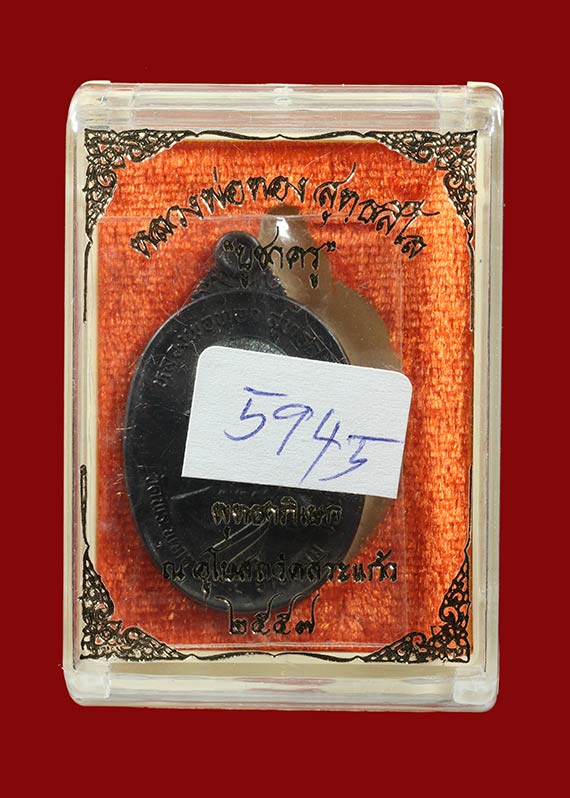 หลวงพ่อทอง สุทธสีโล
"บูชาครู"
5945
พุทธาภิเษก
ณ อุโบสถวัดสระแก้ว
๒๕๕๗